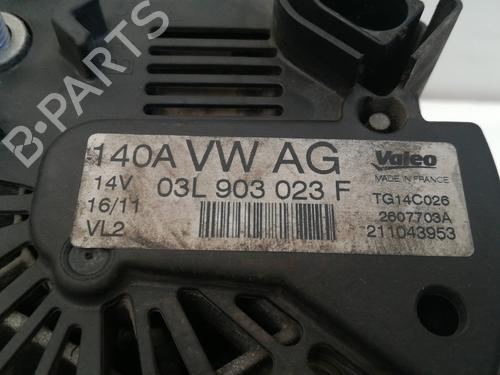 B-PARTS
140A VW AG
Valeo
14V
03L 903 023 F
MADE IN FRANCE
16/11
TG14C026
VL2
2607703A
211043953